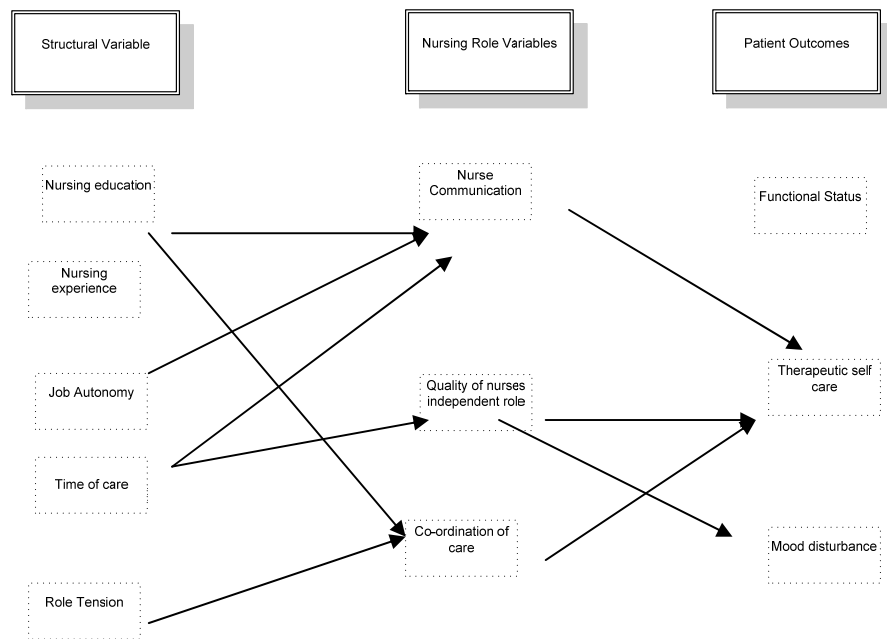 Structural Variable
Nursing Role Variables
Patient Outcomes
Nursing education
Nurse
Communication
Functional Status
Nursing
experience
Job Autonomy
Quality of nurses
independent role
Therapeutic self
care
Time of care
Co-ordination of
care
Mood disturbance
Role Tension